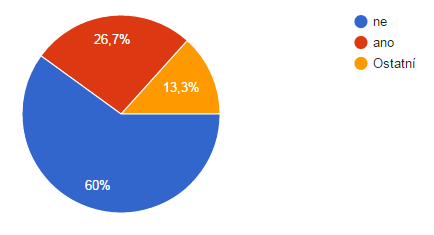 26,7%
13,3%
60%
ne
ano
Ostatní